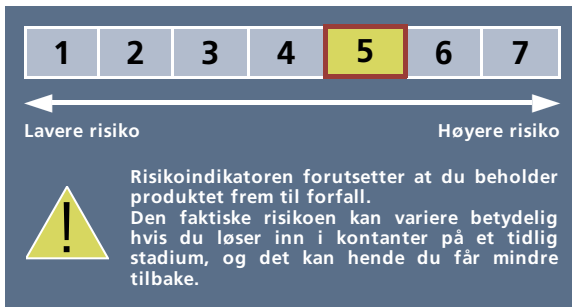 1 2 3 4 5 6 7
Lavere risiko Høyere risiko
Risikoindikatoren forutsetter at du beholder
produktet frem til forfall.
Den faktiske risikoen kan variere betydelig
hvis du løser inn i kontanter på et tidlig
stadium, og det kan hende du får mindre
tilbake.
!